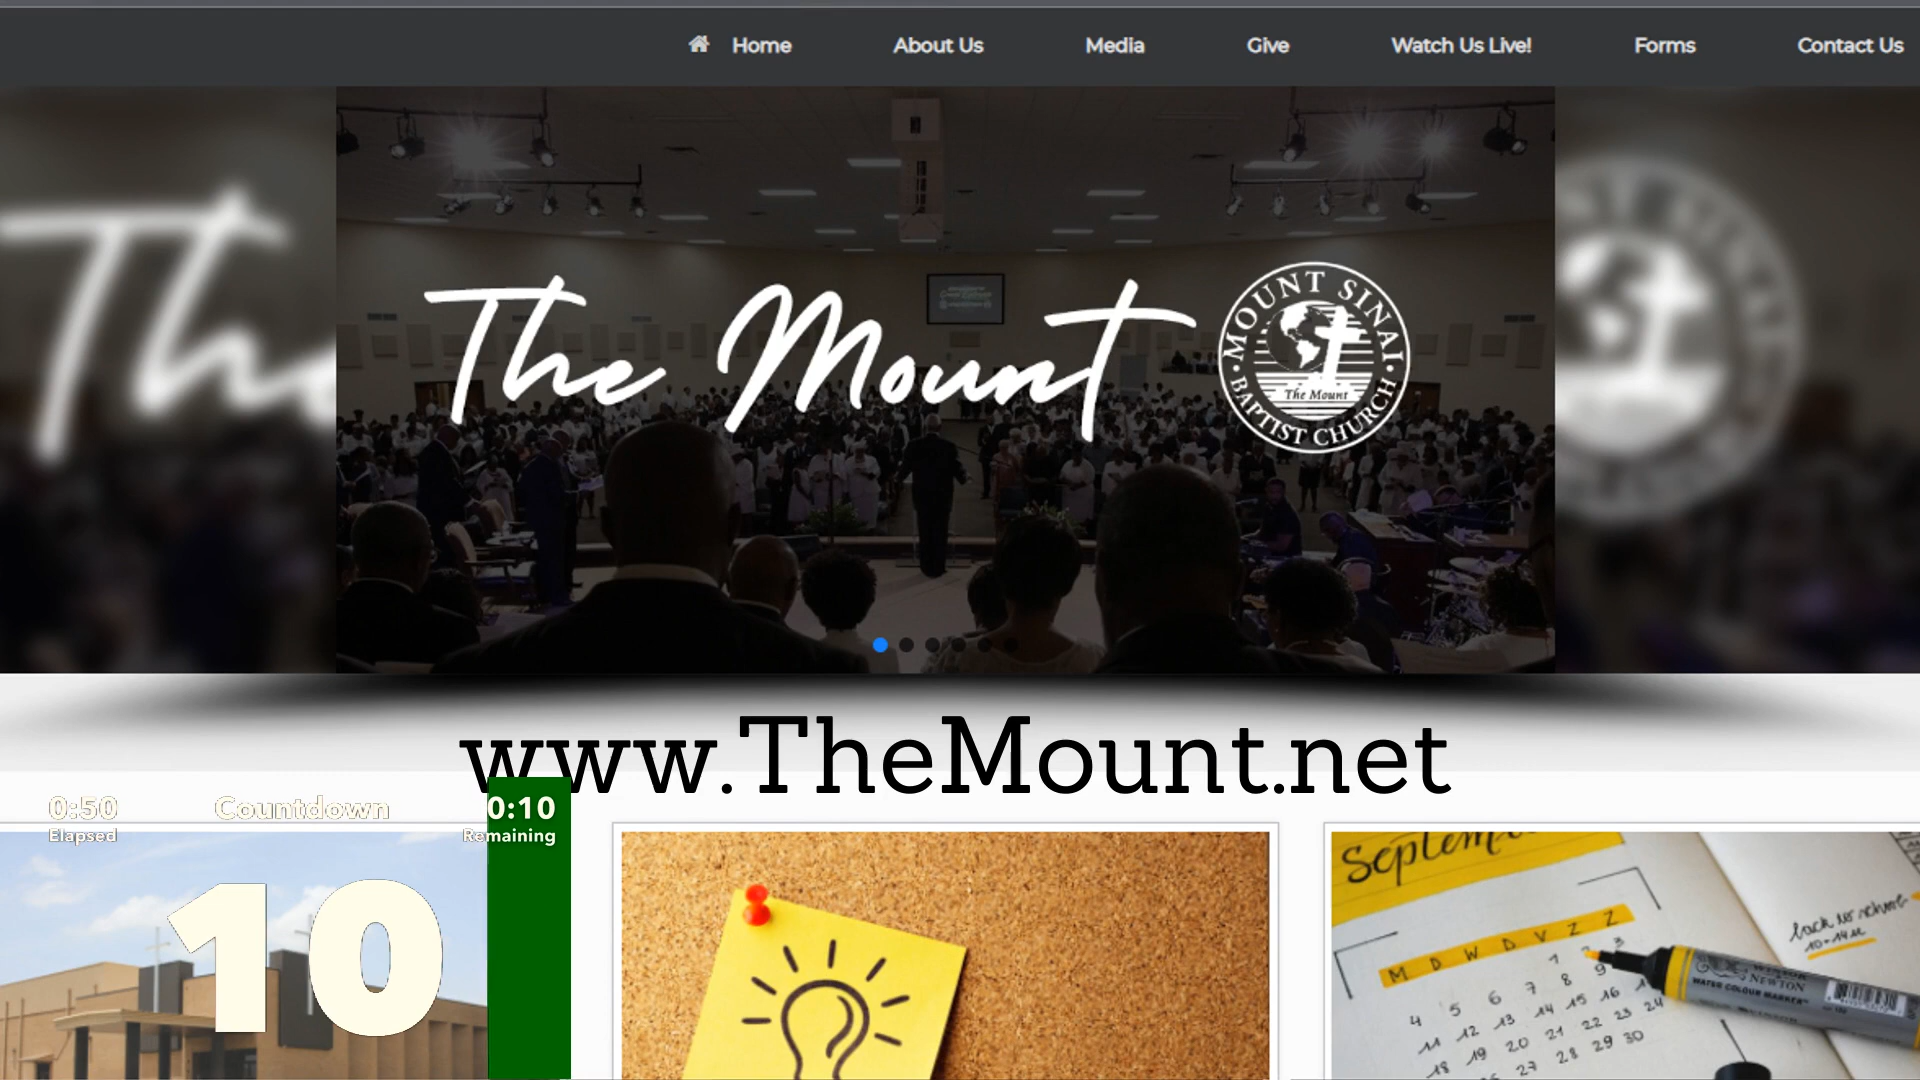 Home About Us Media Give Watch Us Live! Forms Contact Us
The Mount
MOUNT SINAI
The Mount
BAPTIST CHURCH
The
www.TheMount.net
0:50 Countdown 0:10
Elapsed Remaining
10
back to school
10-14u
M D W D V Z Z
1 2 3
4 5 6 7 8 9
11 12 13 14 15 16
18 19 20 21 22 23 24
27 28 29 30
WINSOR
NEWTON
WATER COLOUR MARKER